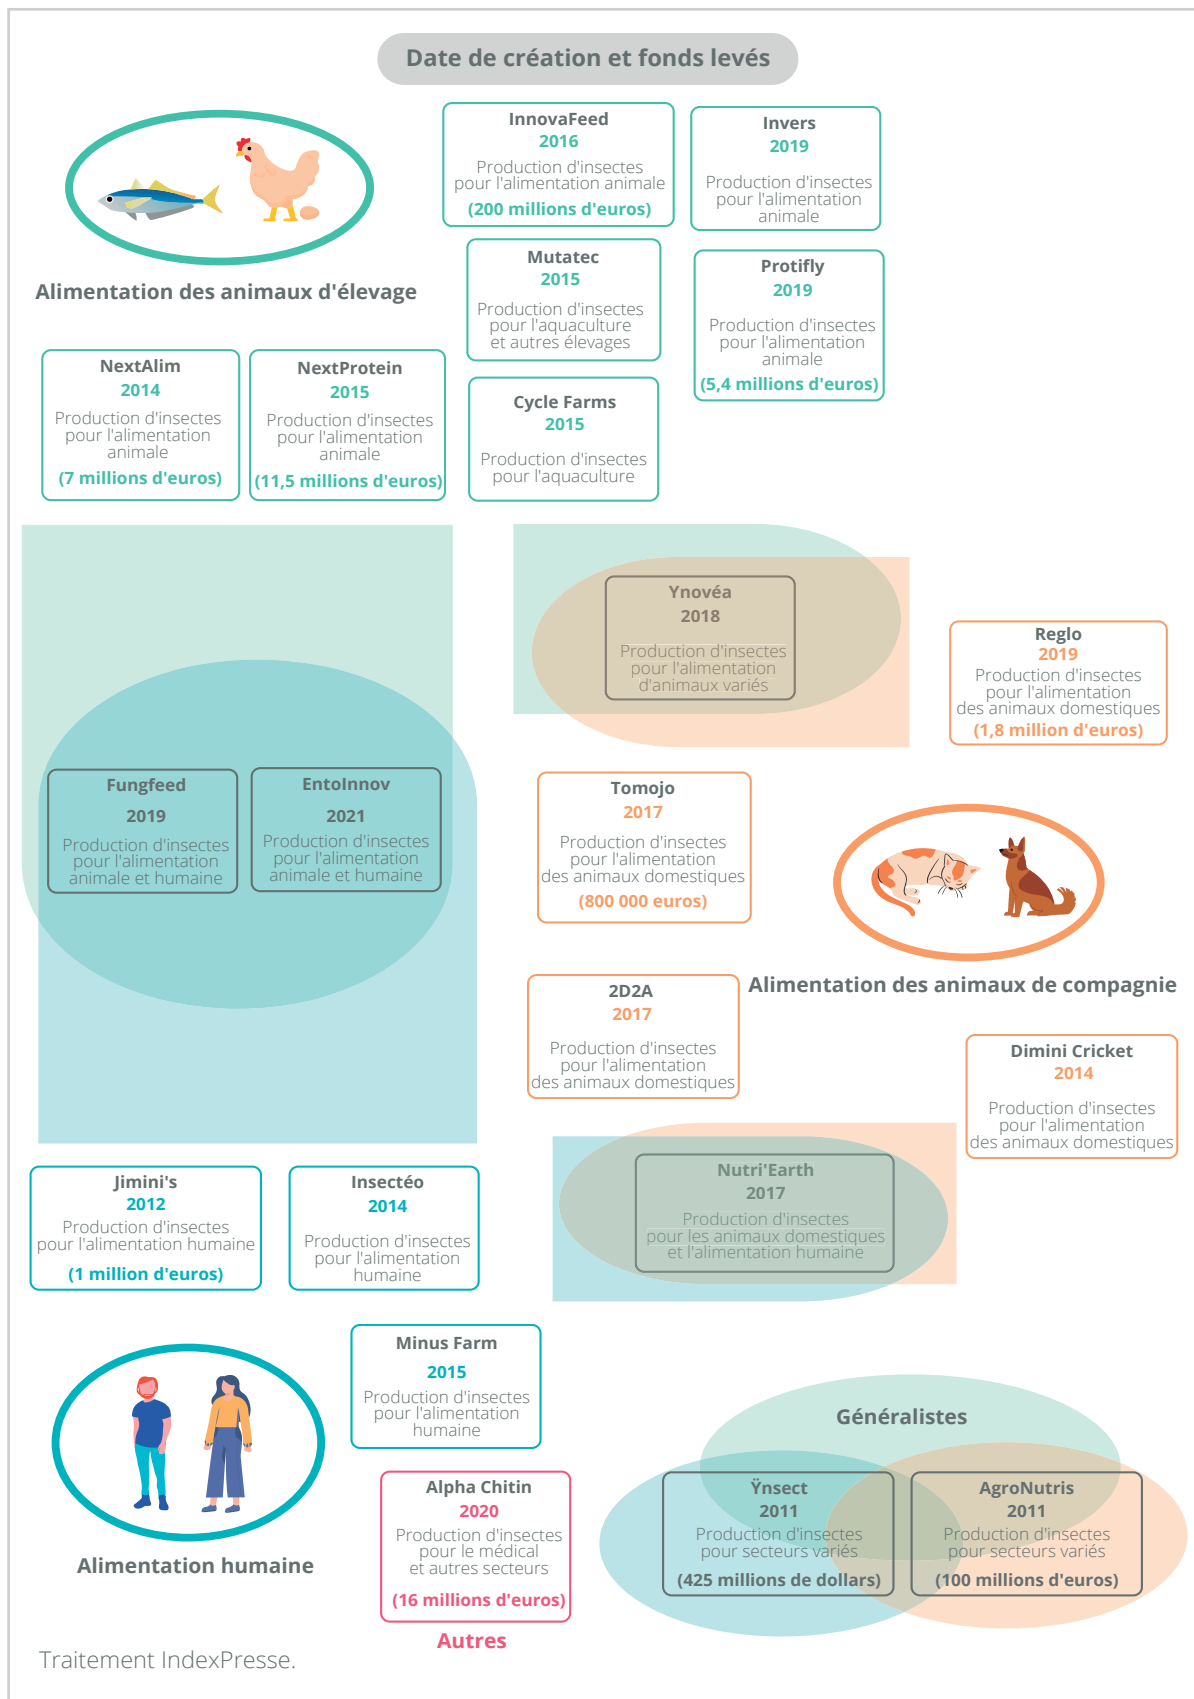 Date de création et fonds levés
InnovaFeed
2016
Production d'insectes
pour l'alimentation animale
(200 millions d'euros)
Invers
2019
Production d'insectes
pour l'alimentation
animale
Alimentation des animaux d'élevage
Mutatec
2015
Production d'insectes
pour l'aquaculture
et autres élevages
Protifly
2019
Production d'insectes
pour l'alimentation
animale
(5,4 millions d'euros)
NextAlim
2014
Production d'insectes
pour l'alimentation
animale
(7 millions d'euros)
NextProtein
2015
Production d'insectes
pour l'alimentation
animale
(11,5 millions d'euros)
Cycle Farms
2015
Production d'insectes
pour l'aquaculture
Ynovéa
2018
Production d'insectes
pour l'alimentation
d'animaux variés
Reglo
2019
Production d'insectes
pour l'alimentation
des animaux domestiques
(1,8 million d'euros)
Fungfeed
2019
Production d'insectes
pour l'alimentation
animale et humaine
EntoInnov
2021
Production d'insectes
pour l'alimentation
animale et humaine
Tomojo
2017
Production d'insectes
pour l'alimentation
des animaux domestiques
(800 000 euros)
Alimentation des animaux de compagnie
2D2A
2017
Production d'insectes
pour l'alimentation
des animaux domestiques
Dimini Cricket
2014
Production d'insectes
pour l'alimentation
des animaux domestiques
Jimini's
2012
Production d'insectes
pour l'alimentation humaine
(1 million d'euros)
Insectéo
2014
Production d'insectes
pour l'alimentation
humaine
Nutri'Earth
2017
Production d'insectes
pour les animaux domestiques
et l'alimentation humaine
Minus Farm
2015
Production d'insectes
pour l'alimentation
humaine
Alimentation humaine
Alpha Chitin
2020
Production d'insectes
pour le médical
et autres secteurs
(16 millions d'euros)
Autres
Généralistes
Ÿnsect
2011
Production d'insectes
pour secteurs variés
(425 millions de dollars)
AgroNutris
2011
Production d'insectes
pour secteurs variés
(100 millions d'euros)
Traitement IndexPresse.